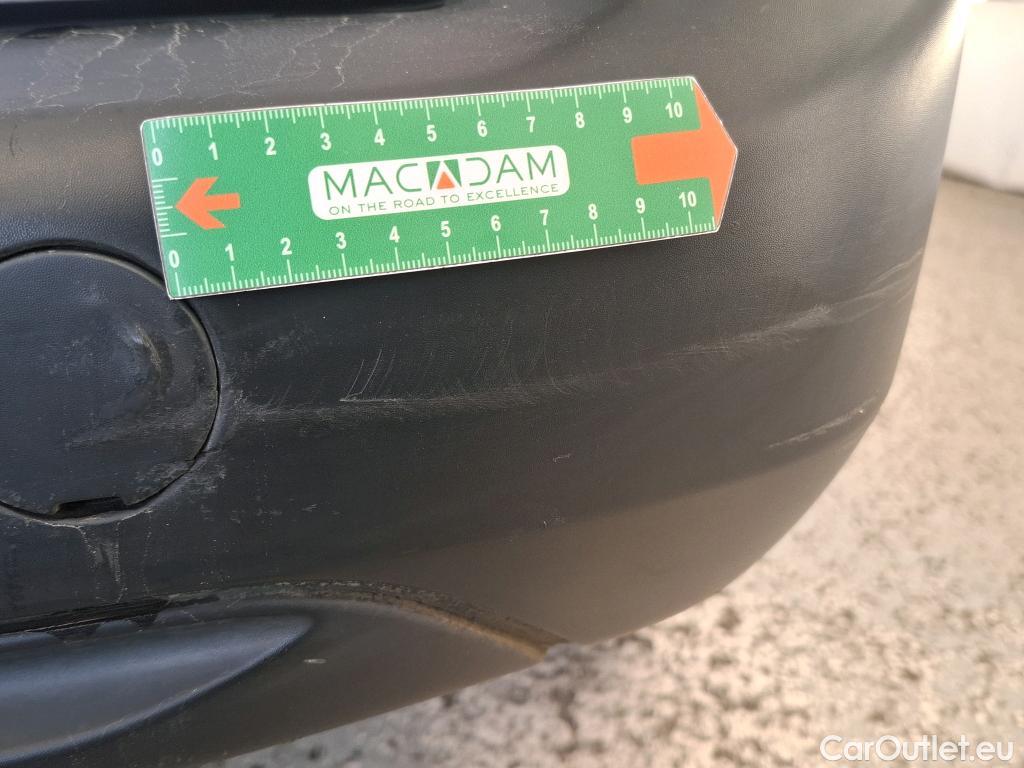 0 1 2 3 4 5 6 7 8 9 10
MACADAM
ON THE ROAD TO EXCELLENCE
0 1 2 3 4 5 6 7 8 9 10
CarOutlet.eu